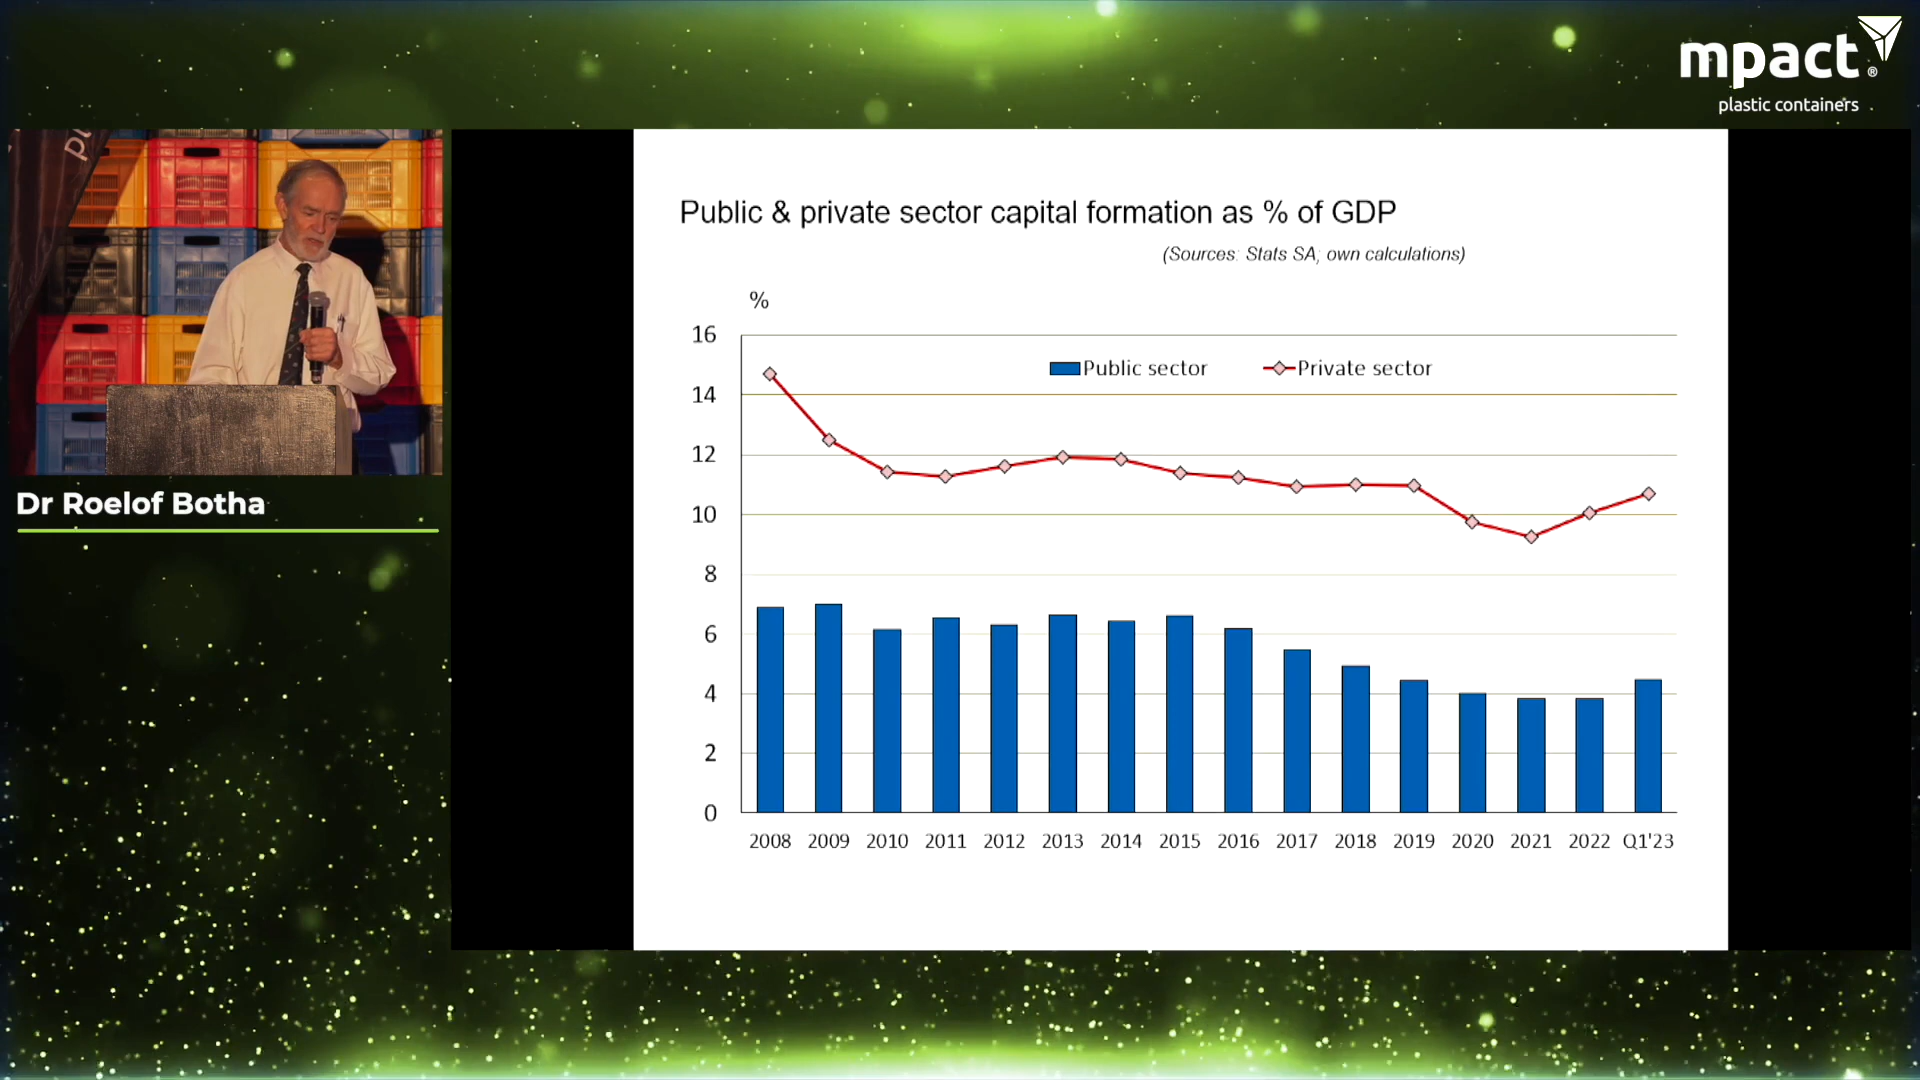 mpact®
plastic containers
Dr Roelof Botha
Public & private sector capital formation as % of GDP
(Sources: Stats SA; own calculations)
%
Public sector
Private sector
16
14
12
10
8
6
4
2
0
2008 2009 2010 2011 2012 2013 2014 2015 2016 2017 2018 2019 2020 2021 2022 Q1'23